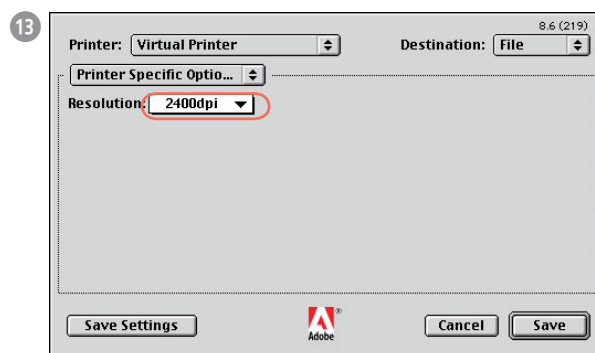 13
8.6 (219)
Printer: Virtual Printer Destination: File
Printer Specific Optio...
Resolution: 2400dpi
Save Settings Adobe® Cancel Save